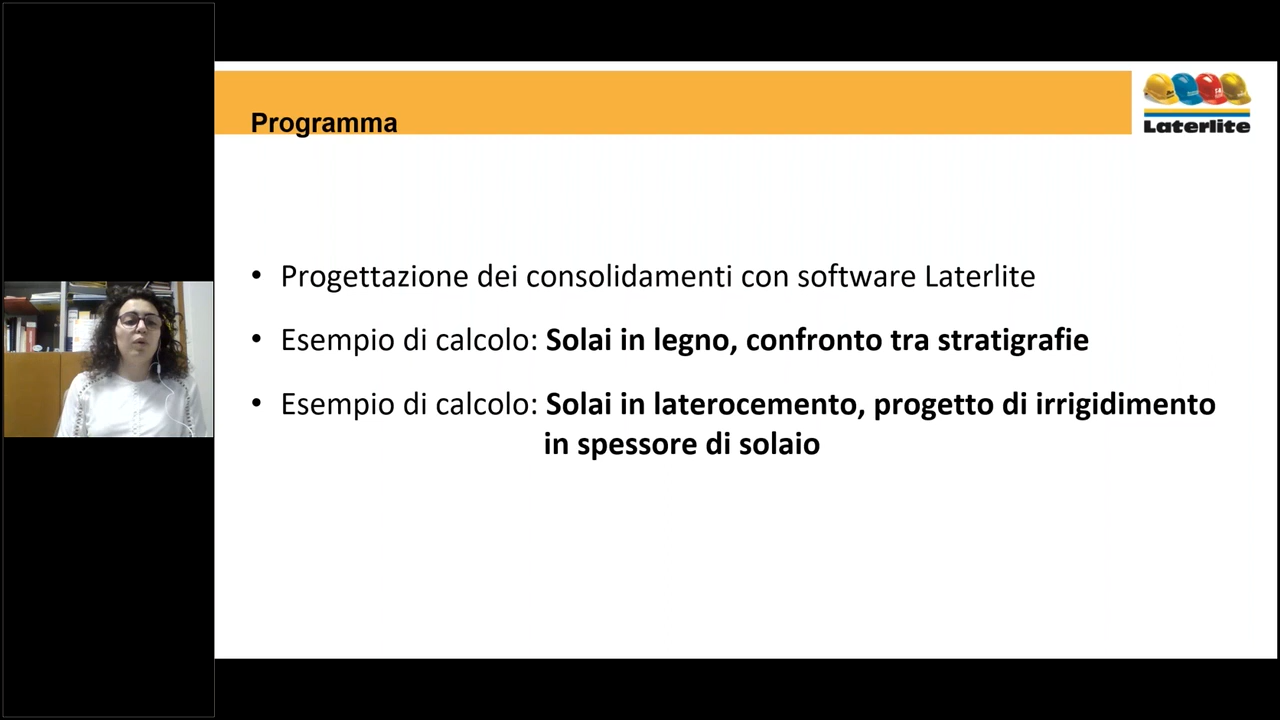 Programma
Laterlite
• Progettazione dei consolidamenti con software Laterlite
• Esempio di calcolo: Solai in legno, confronto tra stratigrafie
• Esempio di calcolo: Solai in laterocemento, progetto di irrigidimento
in spessore di solaio